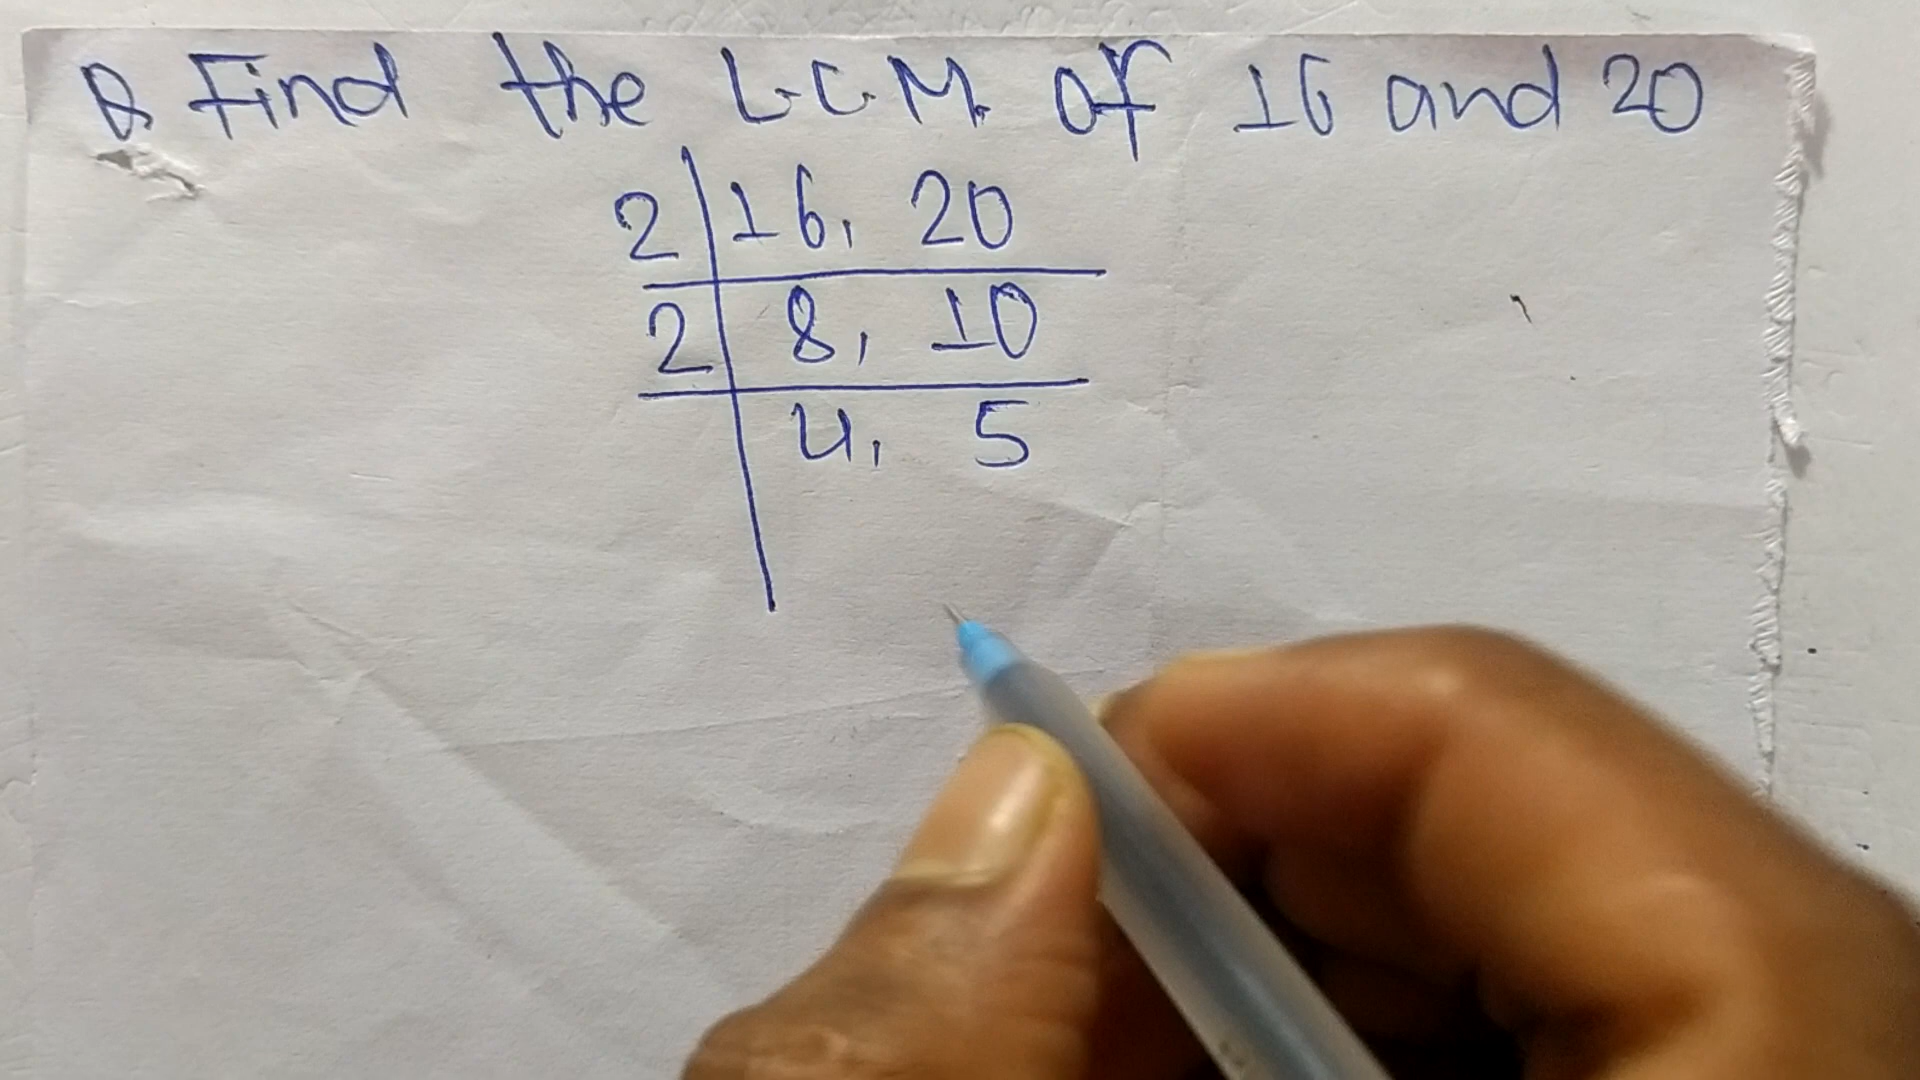 Q Find the L.C.M. of 16 and 20
2 | 16, 20
2 | 8, 10
4, 5